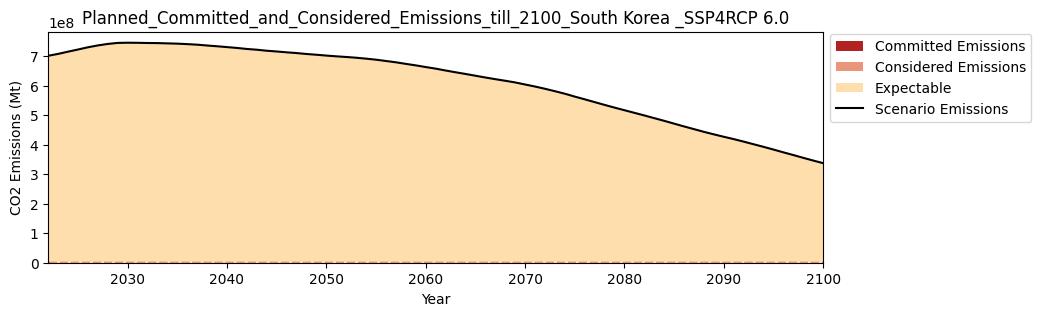 Planned_Committed_and_Considered_Emissions_till_2100_South Korea _SSP4RCP 6.0
1e8
7
6
5
4
3
2
1
0
CO2 Emissions (Mt)
2030 2040 2050 2060 2070 2080 2090 2100
Year
Committed Emissions
Considered Emissions
Expectable
Scenario Emissions